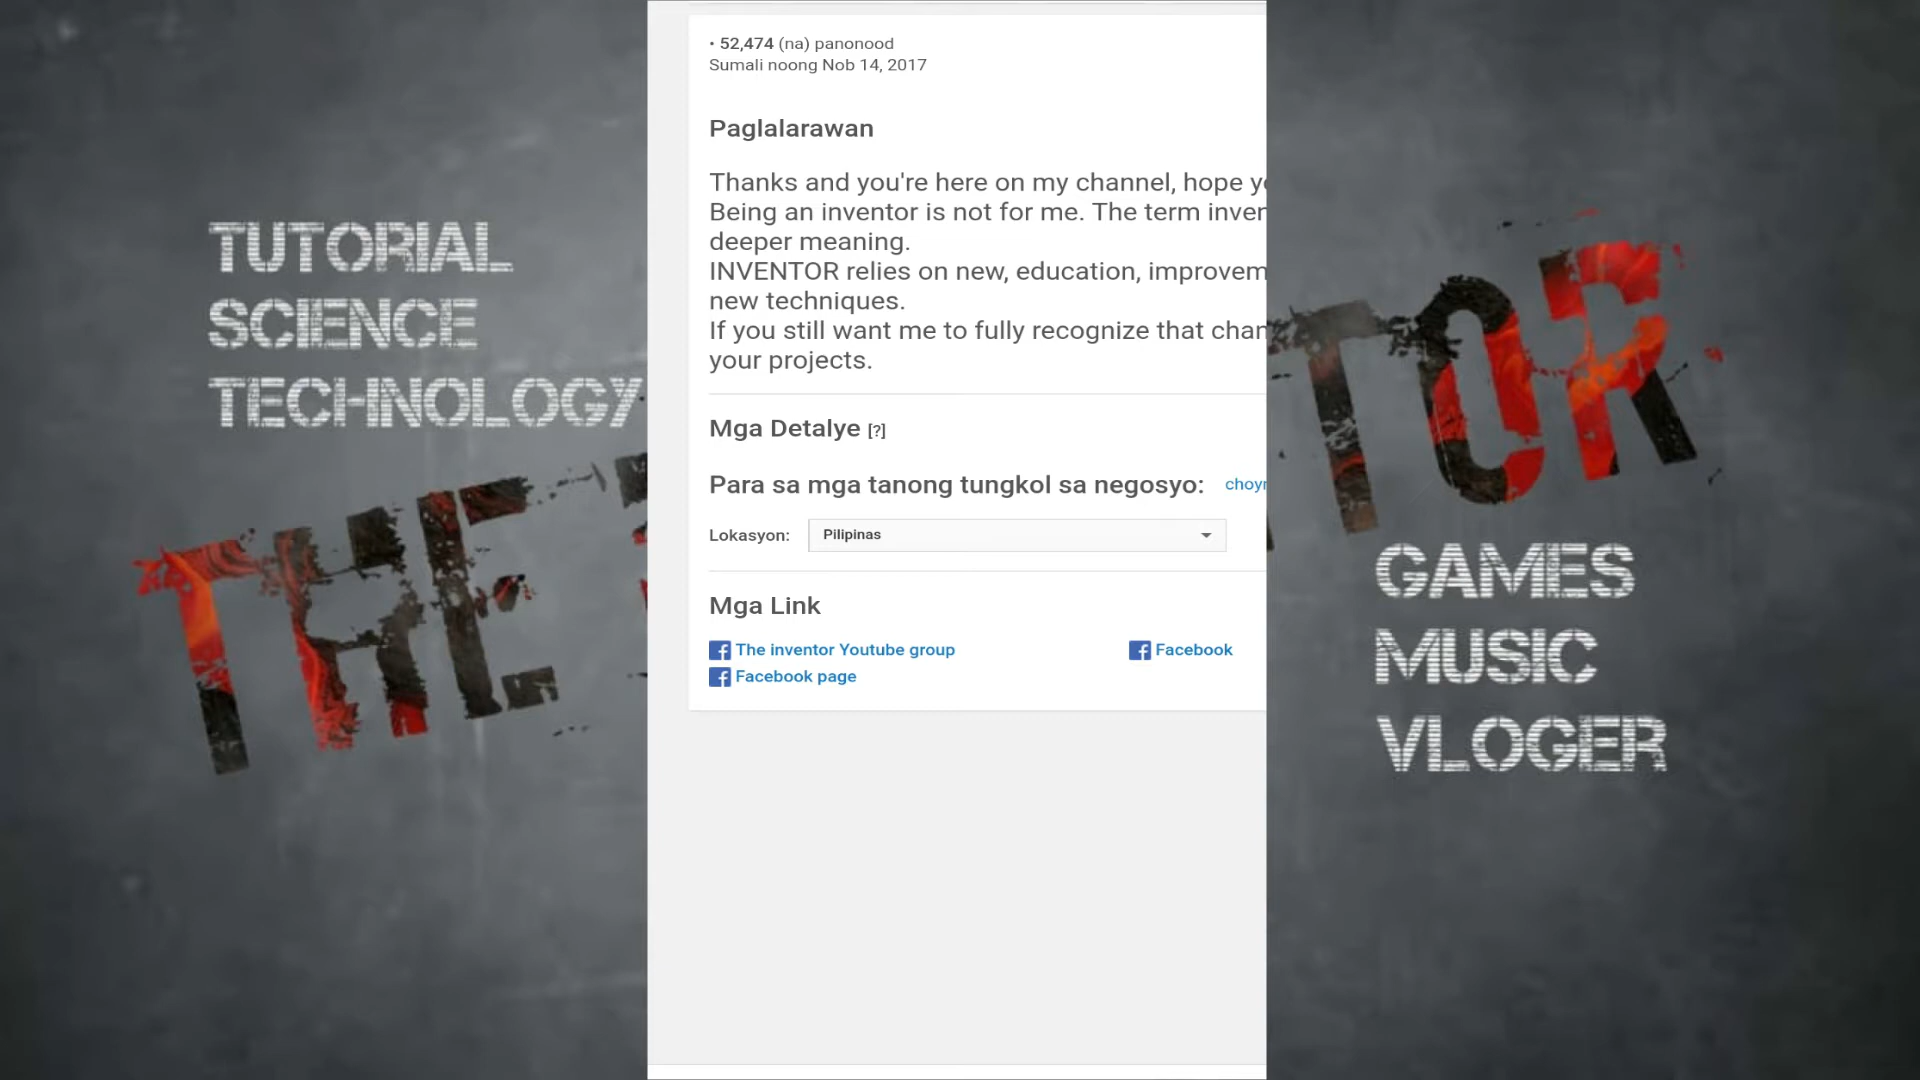 TUTORIAL
SCIENCE
TECHNOLOGY
THE
• 52,474 (na) panonood
Sumali noong Nob 14, 2017
Paglalarawan
Thanks and you're here on my channel, hope
Being an inventor is not for me. The term
deeper meaning.
INVENTOR relies on new, education,
new techniques.
If you still want me to fully recognize that
your projects.
Mga Detalye [?]
Para sa mga tanong tungkol sa negosyo:
Lokasyon: Pilipinas
Mga Link
The inventor Youtube group Facebook
Facebook page
TOR
GAMES
MUSIC
VLOGER